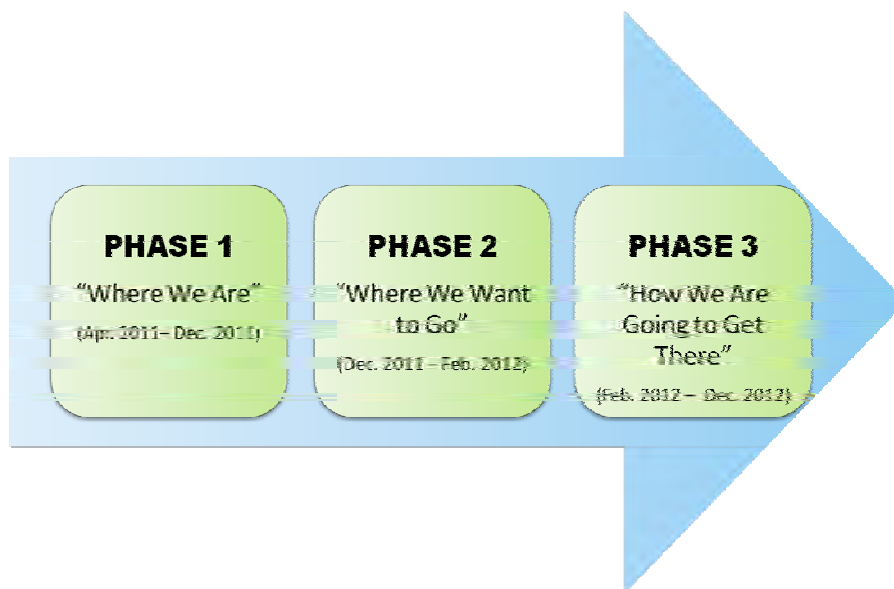 PHASE 1
“Where We Are”
(Apr. 2011– Dec. 2011)
PHASE 2
“Where We Want
to Go”
(Dec. 2011 – Feb. 2012)
PHASE 3
“How We Are
Going to Get
There”
(Feb. 2012 – Dec. 2012)